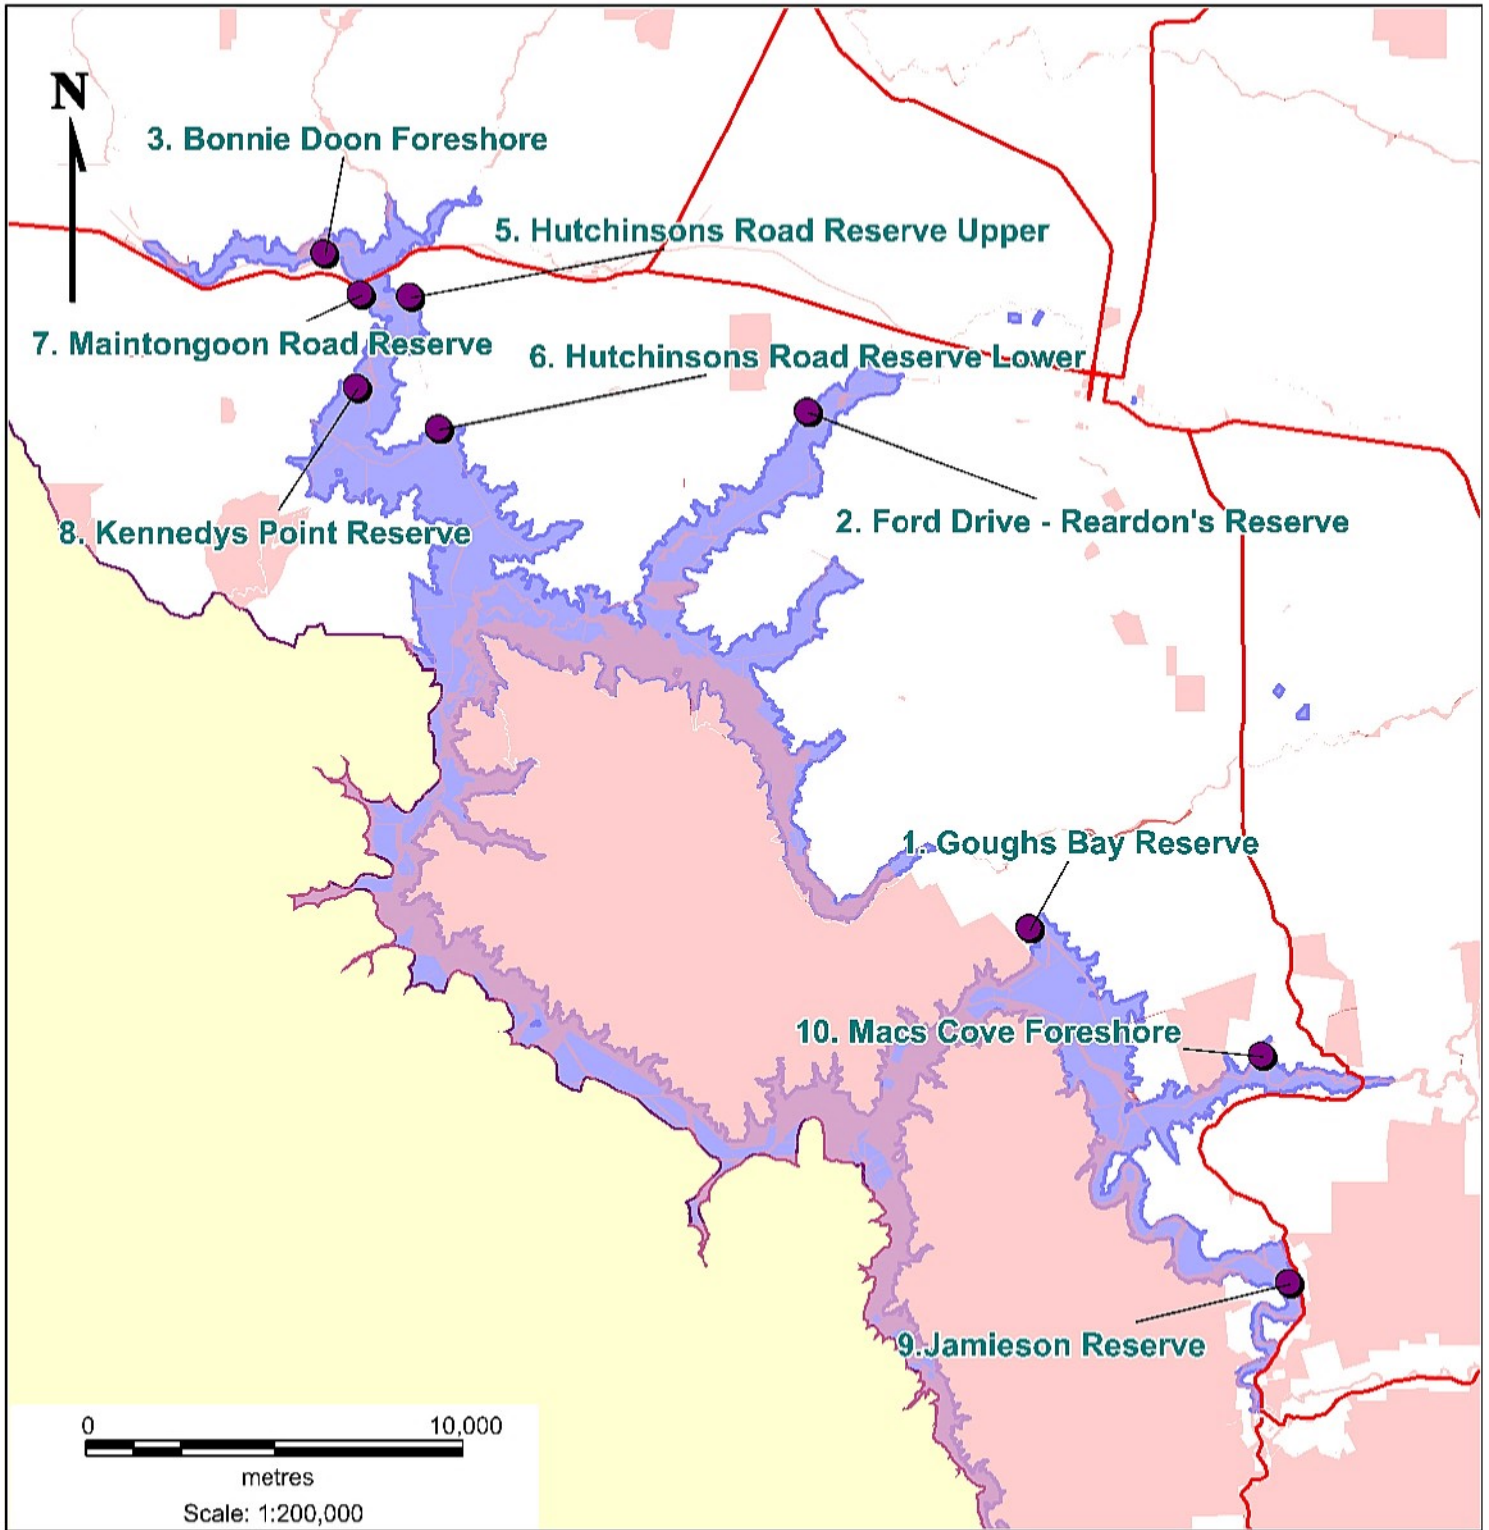 N
3. Bonnie Doon Foreshore
5. Hutchinsons Road Reserve Upper
7. Maintongoon Road Reserve
6. Hutchinsons Road Reserve Lower
8. Kennedys Point Reserve
2. Ford Drive - Reardon's Reserve
1. Goughs Bay Reserve
10. Macs Cove Foreshore
9.Jamieson Reserve
0 10,000
metres
Scale: 1:200,000